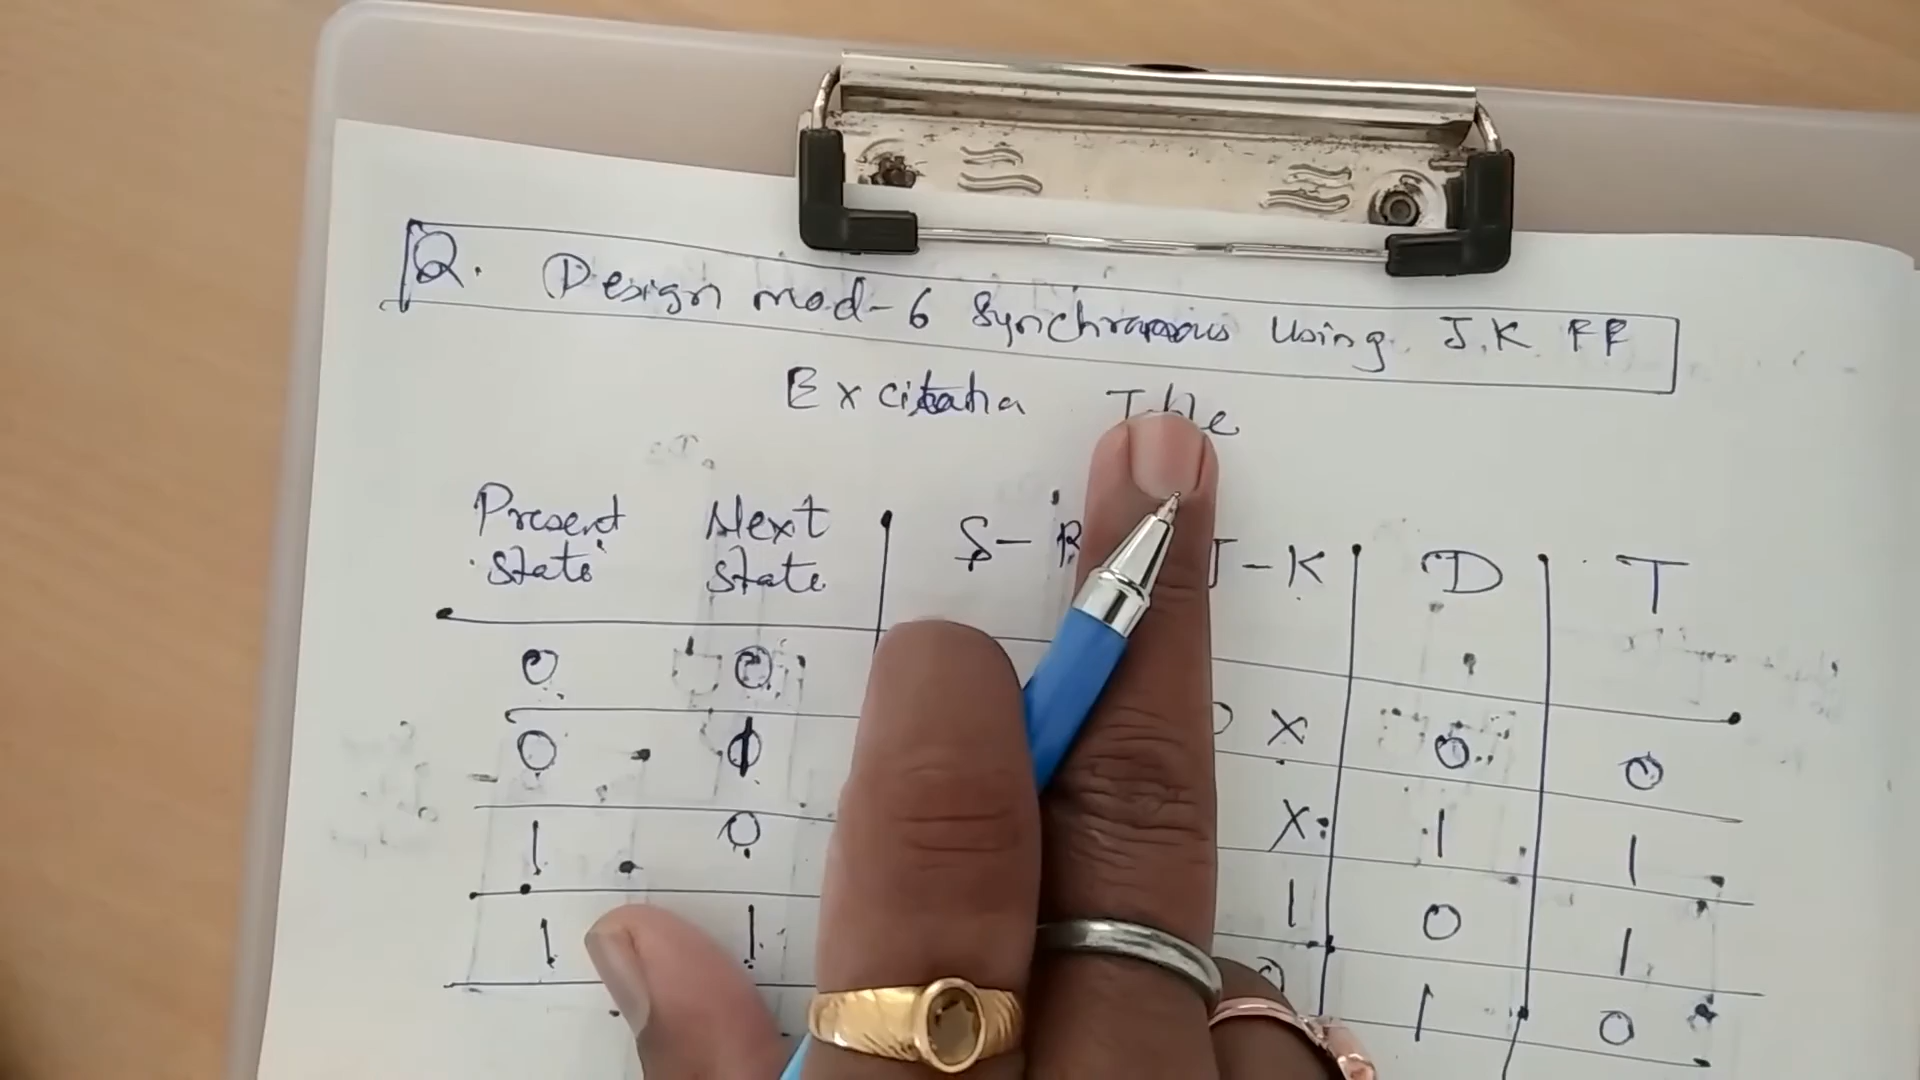 Q. Design mod-6 Synchronous Using J.K FF
Excitation Table
Present Next S- R J-K D T
state state
0 0 0 X 0 0
0 1 X 1 1
1 0 1 0 1
1 1 0 1 0